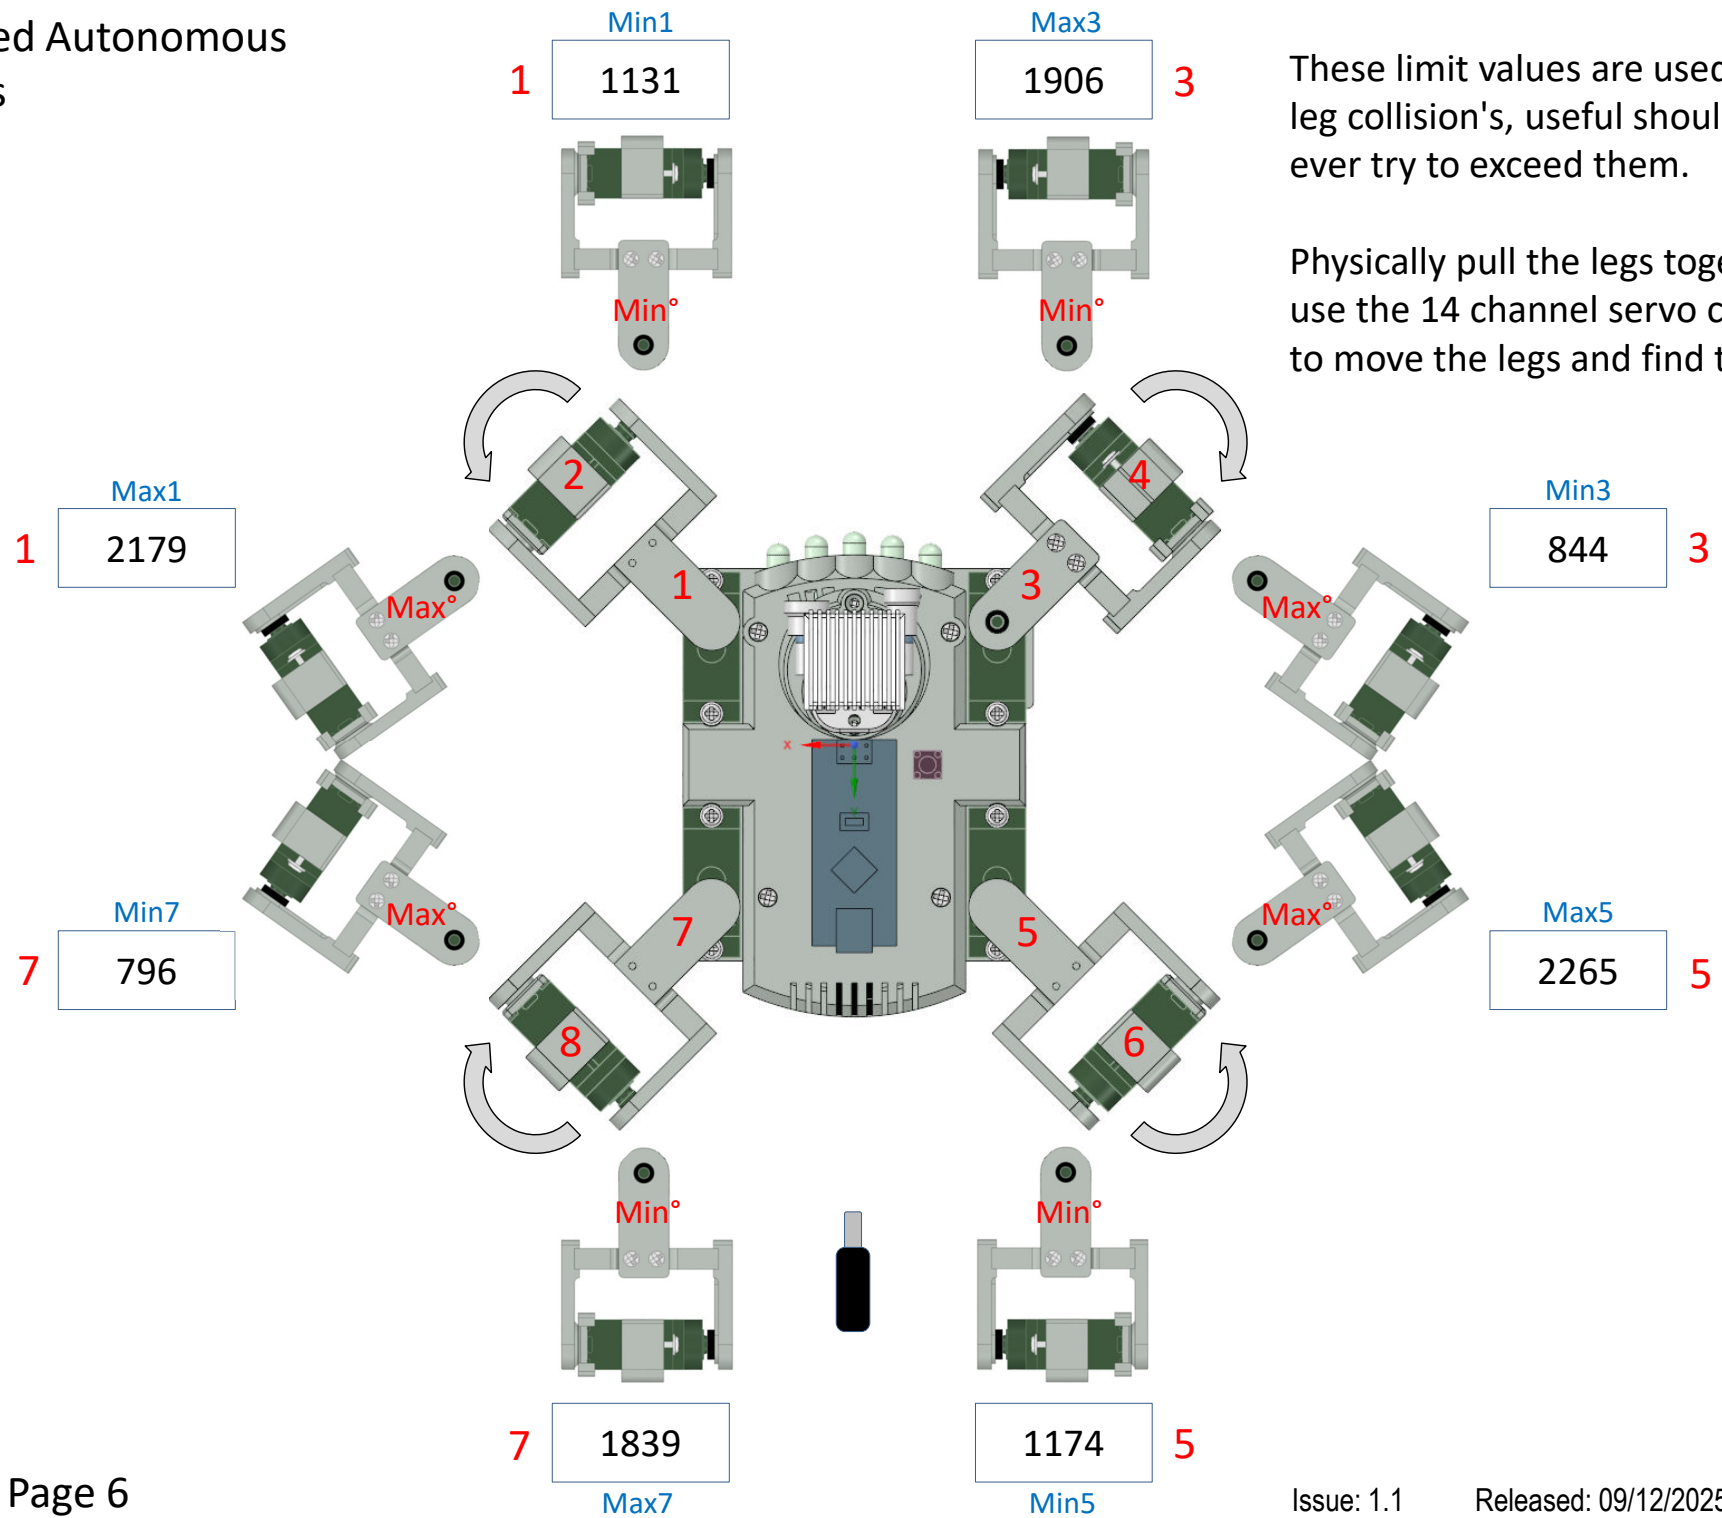 Autonomous
Min1
Max3
1 1131
1906 3
These limit values are used
leg collision's, useful
ever try to exceed them.
Physically pull the legs
use the 14 channel servo
to move the legs and find
Min°
Min°
2
4
Max1
1 2179
Min3
844 3
1
3
Max°
Max°
x
Y
Min7
7 796
Max°
Max°
Max5
2265 5
7
5
8
6
Min°
Min°
7 1839
1174 5
Max7
Min5
Page 6
Issue: 1.1 Released: 09/12/2025